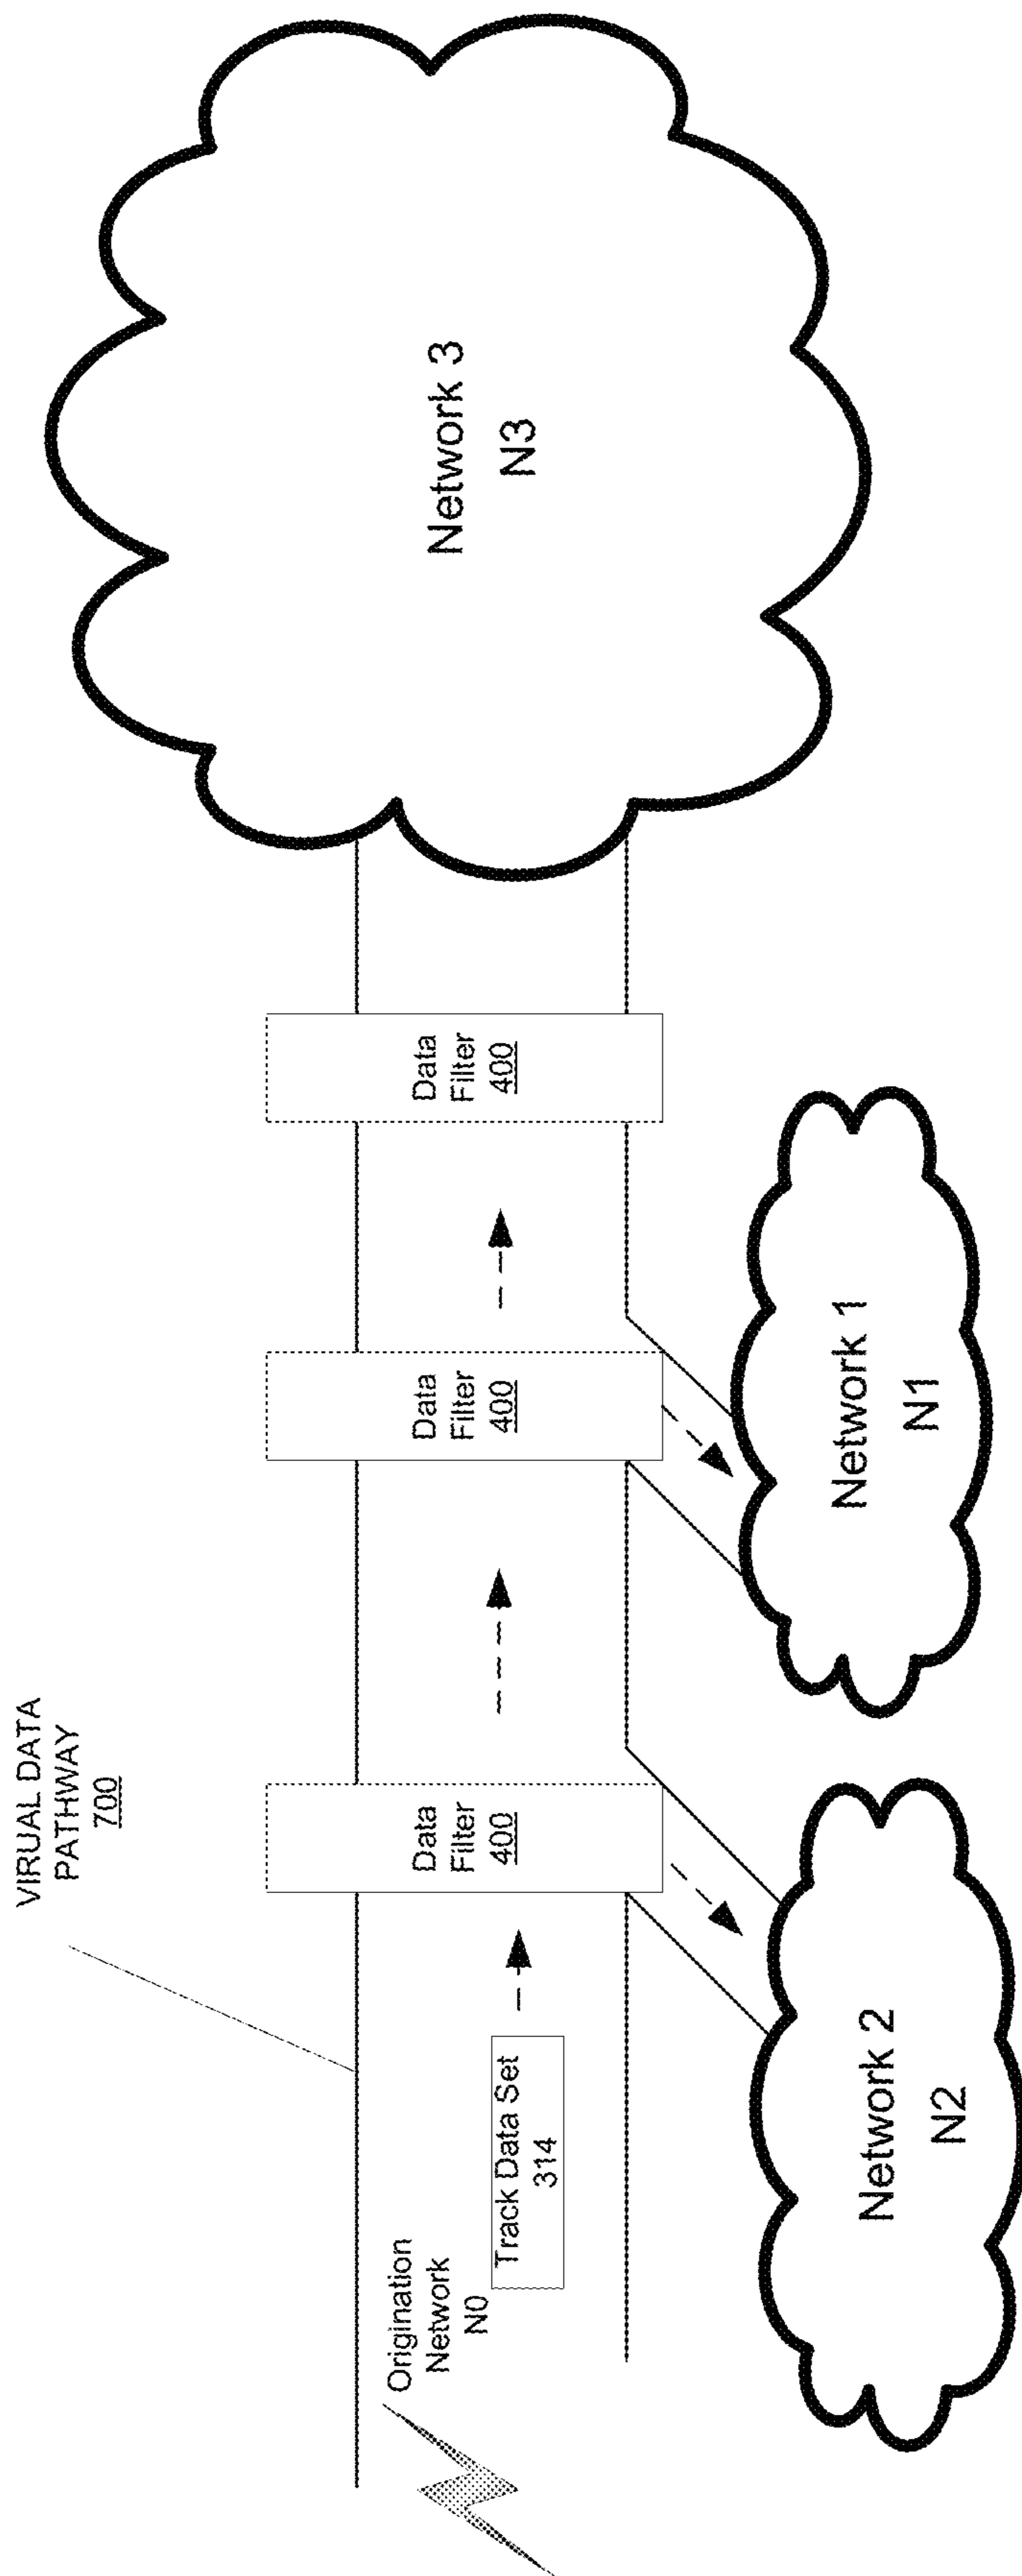 VIRUAL DATA
PATHWAY
700
Origination
Network
N0
Track Data Set
314
Data
Filter
400
Data
Filter
400
Data
Filter
400
Network 2
N2
Network 1
N1
Network 3
N3